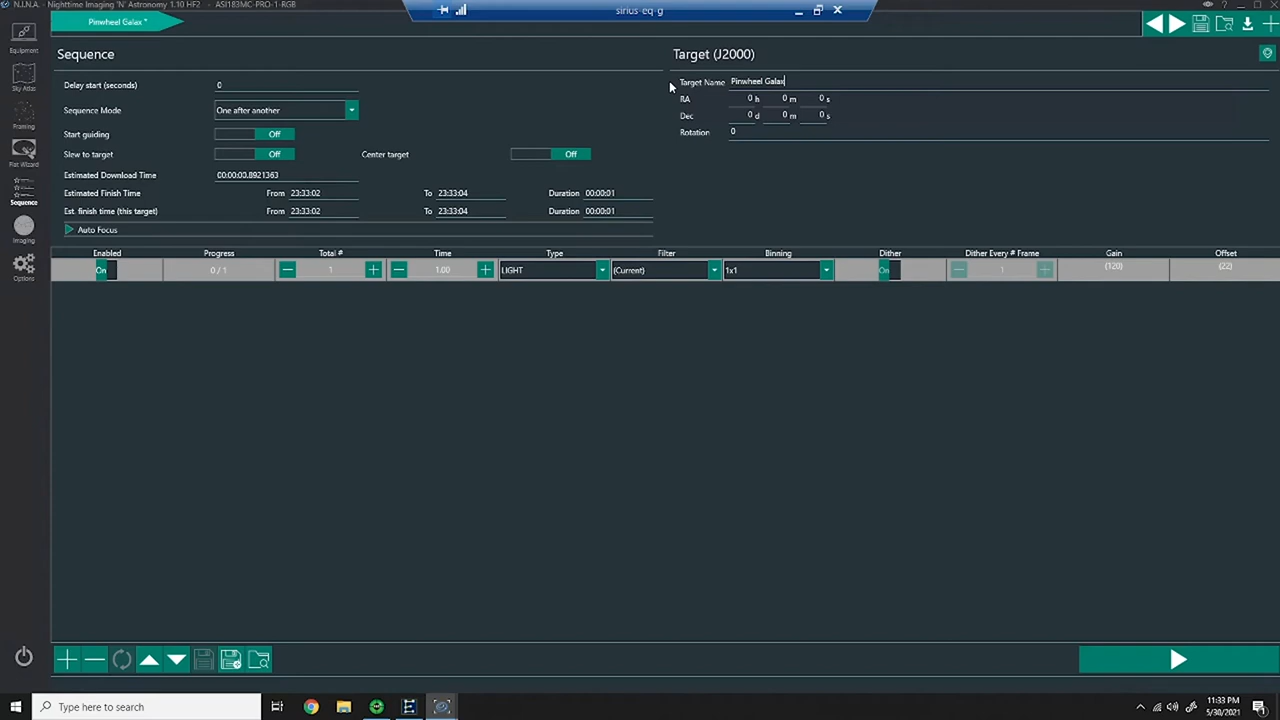 N.I.N.A. - Nighttime Imaging 'N' Astronomy 1.10 HF2 - ASI183MC-PRO-1-RGB
sirius-eq-g
Pinwheel Galax *
Equipment
Sky Atlas
Framing
Flat Wizard
Sequence
Imaging
Options
Sequence
Delay start (seconds) 0
Sequence Mode One after another
Start guiding Off
Slew to target Off Center target Off
Estimated Download Time 00:00:00.8921363
Estimated Finish Time From 23:33:02 To 23:33:04 Duration 00:00:01
Est. finish time (this target) From 23:33:02 To 23:33:04 Duration 00:00:01
Auto Focus
Target (J2000)
Target Name Pinwheel Galax
RA 0 h 0 m 0 s
Dec 0 d 0 m 0 s
Rotation 0
Enabled Progress Total # Time Type Filter Binning Dither Dither Every # Frame Gain Offset
On 0 / 1 1 1.00 LIGHT (Current) 1x1 On 1 (120) (22)
Type here to search
11:33 PM
5/30/2021
1